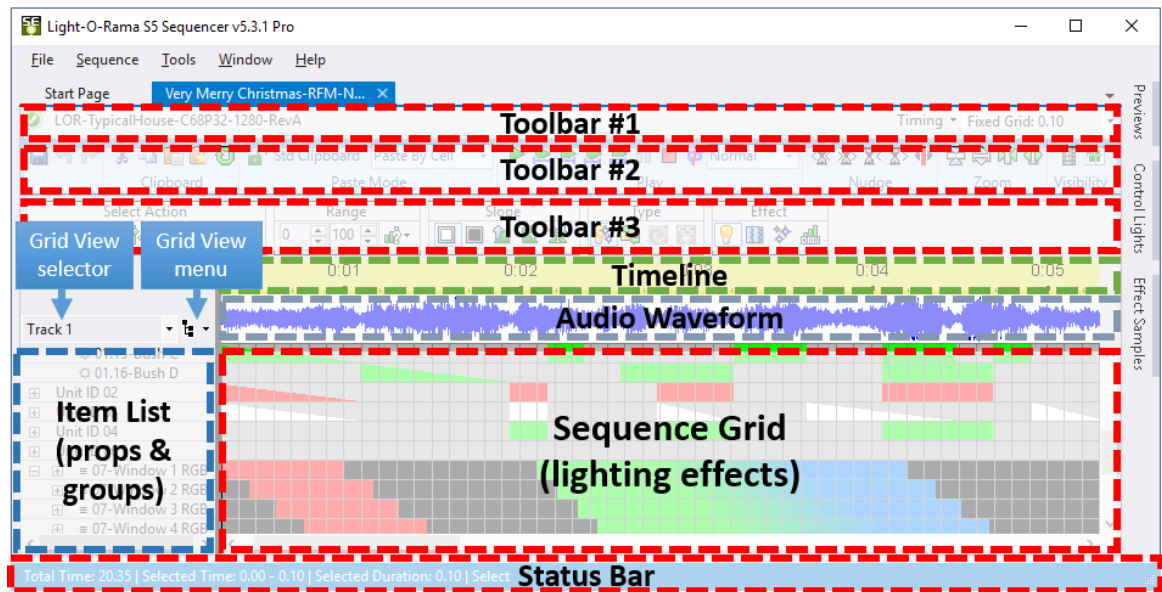 Light-O-Rama S5 Sequencer v5.3.1 Pro
File Sequence Tools Window Help
Start Page Very Merry Christmas-RFM-N...
LOR-TypicalHouse-C68P32-1280-RevA Toolbar #1 Timing Fixed Grid: 0.10
Std Clipboard Paste By Cell Toolbar #2 Normal
Clipboard Paste Mode Play Nudge Zoom Visibility
Select Action Range Slope Type Effect
0 100 Toolbar #3
Grid View selector
Grid View menu
0:01 0:02 Timeline 0:04 0:05
Audio Waveform
Track 1
01.16-Bush D
Unit ID 02
Item List
Unit ID 04
(props &
groups)
07-Window 1 RGB
2 RGB
07-Window 3 RGB
07-Window 4 RGB
Sequence Grid
(lighting effects)
Total Time: 20.35 | Selected Time: 0.00 - 0.10 | Selected Duration: 0.10 | Select Status Bar
Previews
Control Lights
Effect Samples